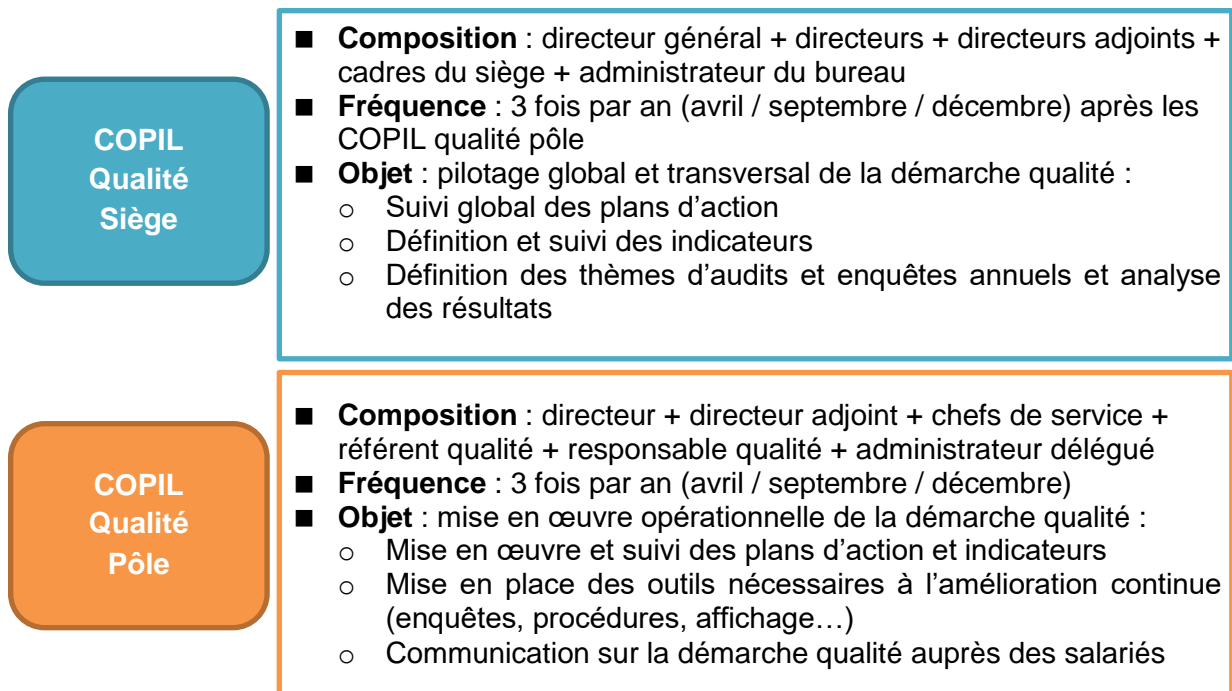 COPIL
Qualité
Siège
■ Composition : directeur général + directeurs + directeurs adjoints +
cadres du siège + administrateur du bureau
■ Fréquence : 3 fois par an (avril / septembre / décembre) après les
COPIL qualité pôle
■ Objet : pilotage global et transversal de la démarche qualité :
o Suivi global des plans d’action
o Définition et suivi des indicateurs
o Définition des thèmes d’audits et enquêtes annuels et analyse
des résultats
COPIL
Qualité
Pôle
■ Composition : directeur + directeur adjoint + chefs de service +
référent qualité + responsable qualité + administrateur délégué
■ Fréquence : 3 fois par an (avril / septembre / décembre)
■ Objet : mise en œuvre opérationnelle de la démarche qualité :
o Mise en œuvre et suivi des plans d’action et indicateurs
o Mise en place des outils nécessaires à l’amélioration continue
(enquêtes, procédures, affichage…)
o Communication sur la démarche qualité auprès des salariés